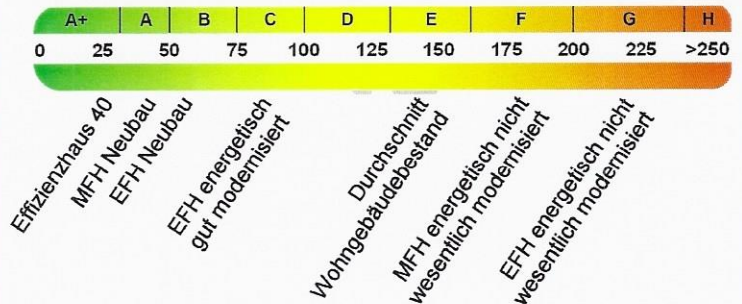 A+ A B C D E F G H
0 25 50 75 100 125 150 175 200 225 >250
Effizienzhaus 40
MFH Neubau
EFH Neubau
EFH energetisch
gut modernisiert
Durchschnitt
Wohngebäudebestand
MFH energetisch nicht
wesentlich modernisiert
EFH energetisch nicht
wesentlich modernisiert